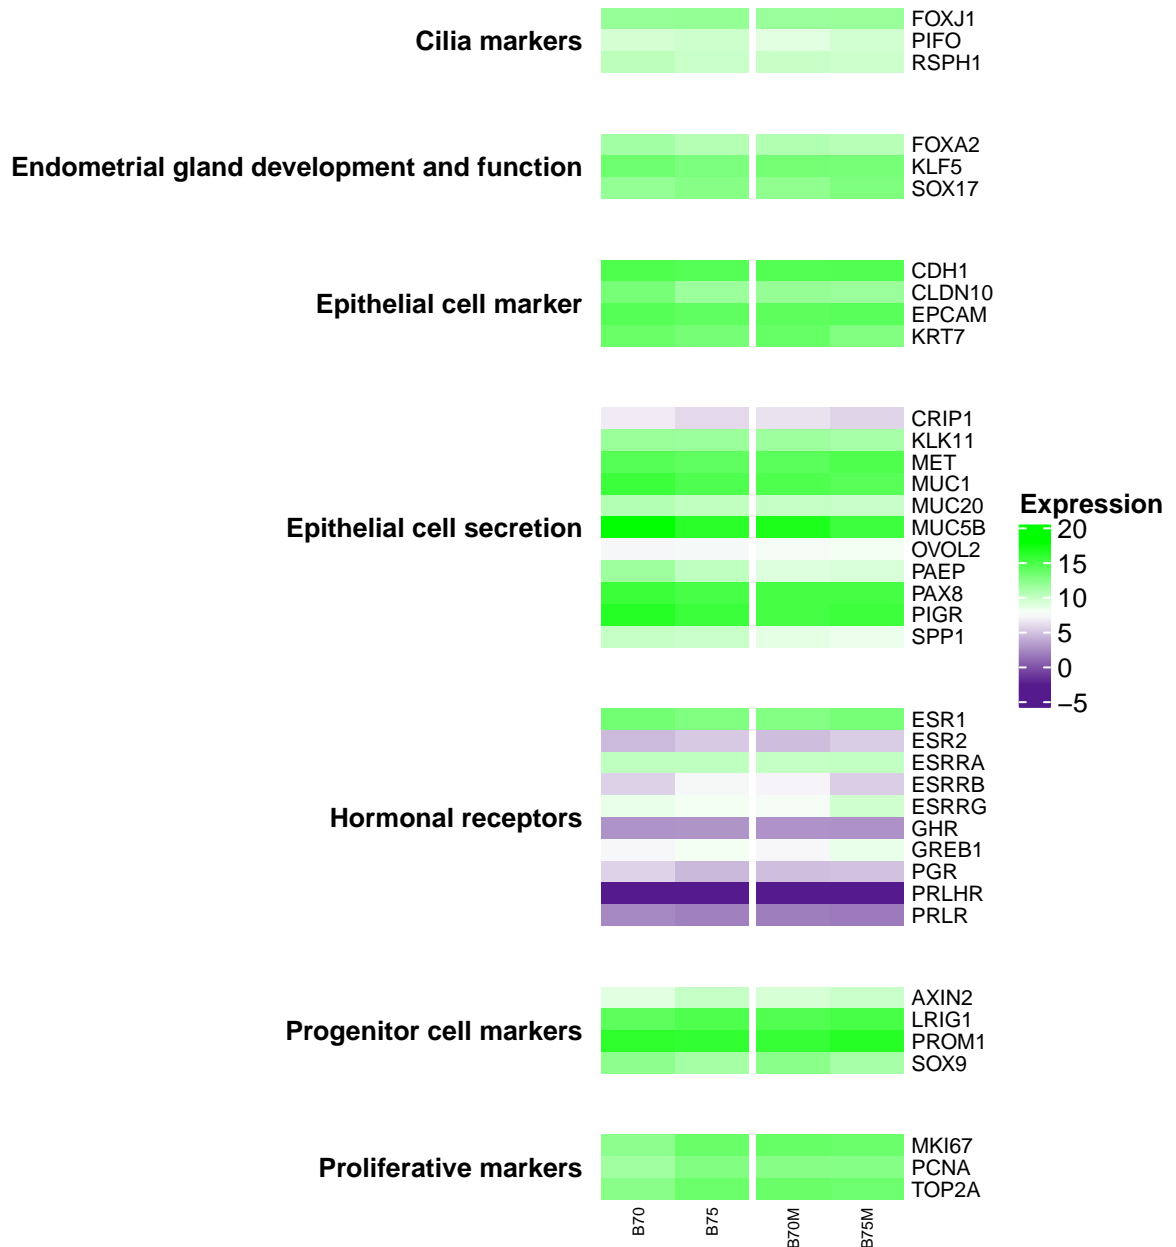 Cilia markers
FOXJ1
PIFO
RSPH1
Endometrial gland development and function
FOXA2
KLF5
SOX17
Epithelial cell marker
CDH1
CLDN10
EPCAM
KRT7
Epithelial cell secretion
CRIP1
KLK11
MET
MUC1
MUC20
MUC5B
OVOL2
PAEP
PAX8
PIGR
SPP1
Expression
20
15
10
5
0
−5
Hormonal receptors
ESR1
ESR2
ESRRA
ESRRB
ESRRG
GHR
GREB1
PGR
PRLHR
PRLR
Progenitor cell markers
AXIN2
LRIG1
PROM1
SOX9
Proliferative markers
MKI67
PCNA
TOP2A
B70
B75
B70M
B75M